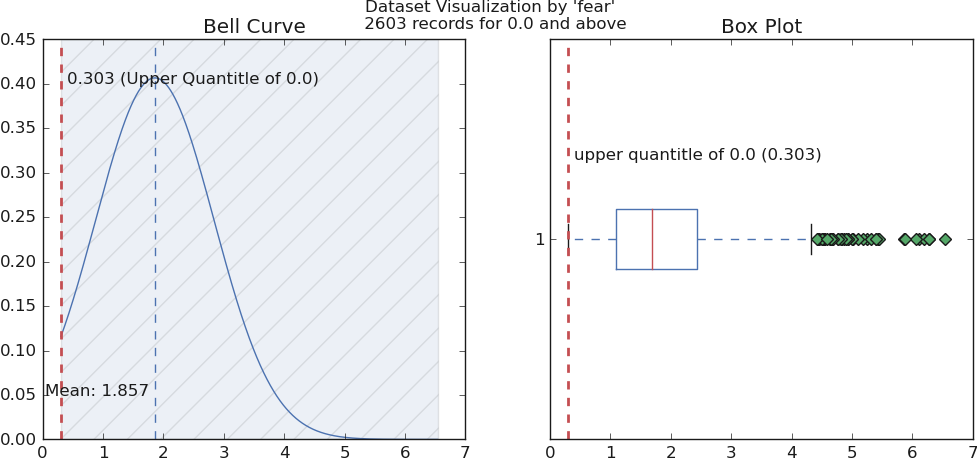 Dataset Visualization by 'fear'
2603 records for 0.0 and above
Bell Curve
0.45
0.40
0.35
0.30
0.25
0.20
0.15
0.10
0.05
0.00
0.303 (Upper Quantitle of 0.0)
Mean: 1.857
0 1 2 3 4 5 6 7
Box Plot
upper quantitle of 0.0 (0.303)
1
0 1 2 3 4 5 6 7